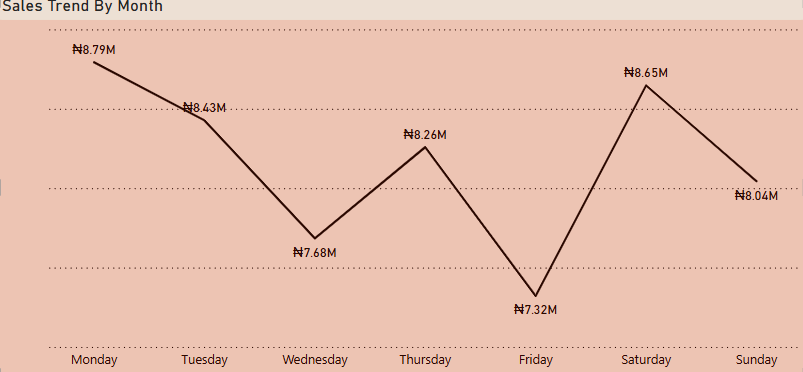 Sales Trend By Month
₦8.79M
₦8.43M
₦7.68M
₦8.26M
₦7.32M
₦8.65M
₦8.04M
Monday Tuesday Wednesday Thursday Friday Saturday Sunday